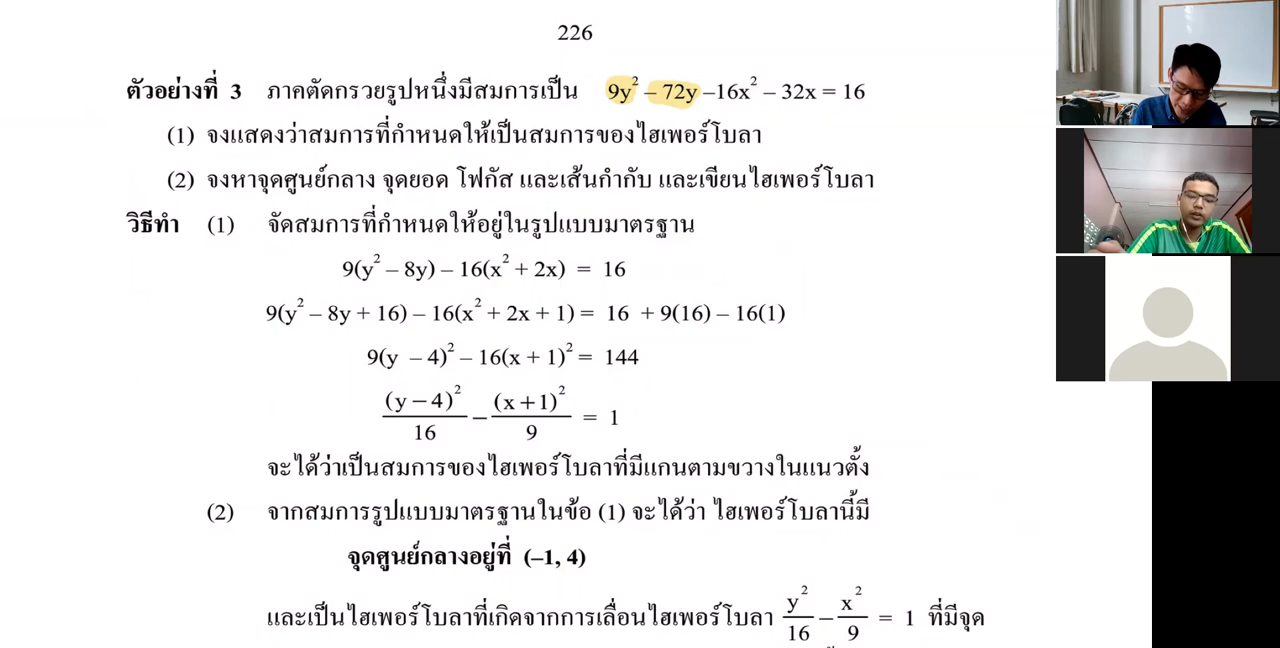 226
ตัวอย่างที่ 3 ภาคตัดกรวยรูปหนึ่งมีสมการเป็น 9y² – 72y –16x² – 32x = 16
(1) จงแสดงว่าสมการที่กำหนดให้เป็นสมการของไฮเพอร์โบลา
(2) จงหาจุดศูนย์กลาง จุดยอด โฟกัส และเส้นกำกับ และเขียนไฮเพอร์โบลา
วิธีทำ (1) จัดสมการที่กำหนดให้อยู่ในรูปแบบมาตรฐาน
9(y² – 8y) – 16(x² + 2x) = 16
9(y² – 8y + 16) – 16(x² + 2x + 1) = 16 + 9(16) – 16(1)
9(y – 4)² – 16(x + 1)² = 144
(y – 4)²/16 – (x + 1)²/9 = 1
จะได้ว่าเป็นสมการของไฮเพอร์โบลาที่มีแกนตามขวางในแนวตั้ง
(2) จากสมการรูปแบบมาตรฐานในข้อ (1) จะได้ว่า ไฮเพอร์โบลานี้มี
จุดศูนย์กลางอยู่ที่ (–1, 4)
และเป็นไฮเพอร์โบลาที่เกิดจากการเลื่อนไฮเพอร์โบลา y²/16 – x²/9 = 1 ที่มีจุด